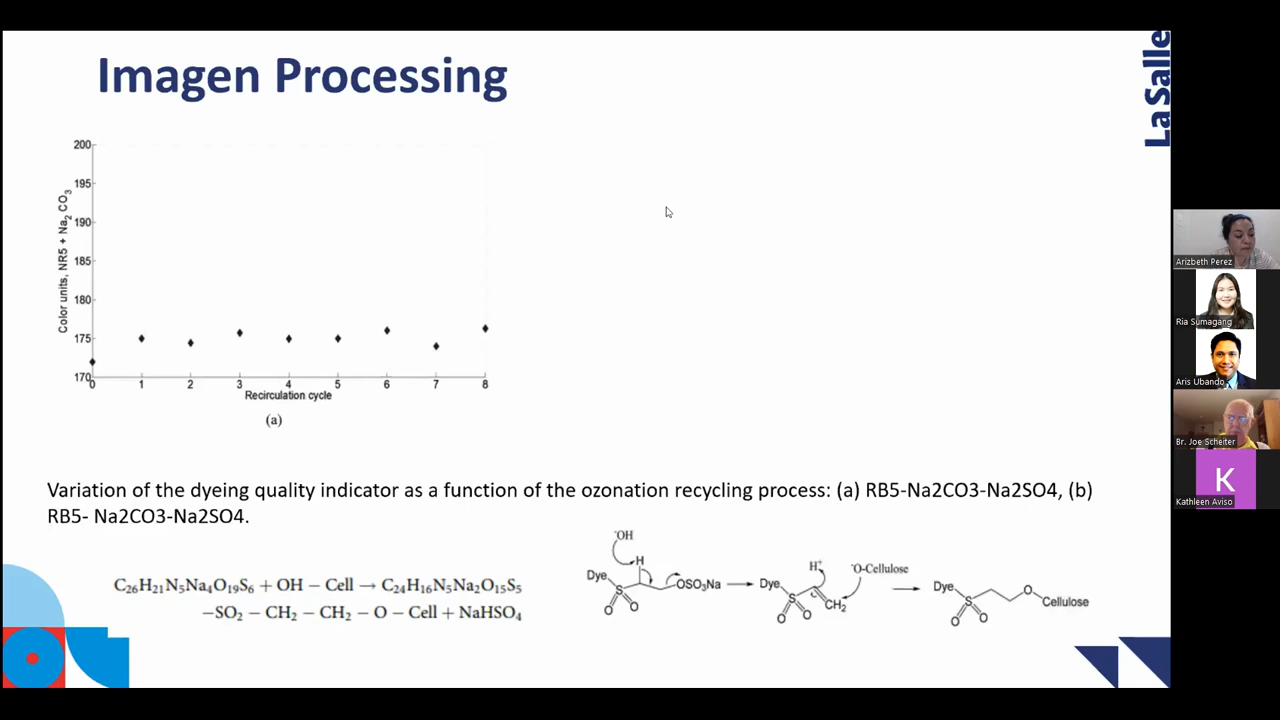 Imagen Processing
La Salle
200
195
190
185
180
175
170
Color units, NR5 + Na2 CO3
0 1 2 3 4 5 6 7 8
Recirculation cycle
(a)
Variation of the dyeing quality indicator as a function of the ozonation recycling process: (a) RB5-Na2CO3-Na2SO4, (b)
RB5- Na2CO3-Na2SO4.
C₂₆H₂₁N₅Na₄O₁₉S₆ + OH − Cell → C₂₄H₁₆N₅Na₂O₁₅S₅
−SO₂ − CH₂ − CH₂ − O − Cell + NaHSO₄
⁻OH
H
Dye
S
O O
OSO₃Na
H⁺
⁻O-Cellulose
Dye
S
O O
C
CH₂
Dye
S
O O
O
Cellulose
Arizbeth Perez
Ria Sumagang
Aris Ubando
Br. Joe Scheiter
K
Kathleen Aviso